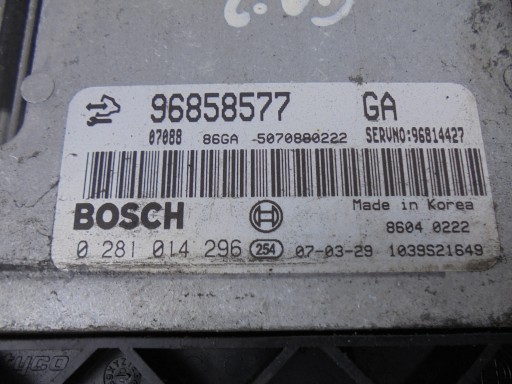 96858577 GA
07088 86GA -5070880222 SERVNO:96814427
Made in Korea
BOSCH 8604 0222
0 281 014 296 254 07-03-29 1039S21649